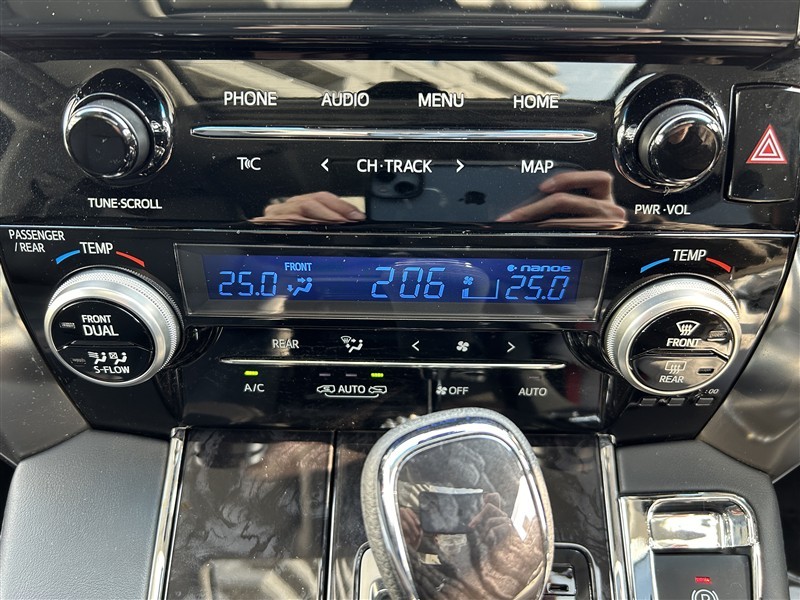 PHONE AUDIO MENU HOME
T C < CH·TRACK > MAP
TUNE·SCROLL PWR·VOL
PASSENGER
/REAR
TEMP
TEMP
FRONT nanoe
25.0 206 25.0
FRONT
DUAL
S-FLOW
REAR < >
A/C AUTO OFF AUTO
FRONT
REAR
:00
P